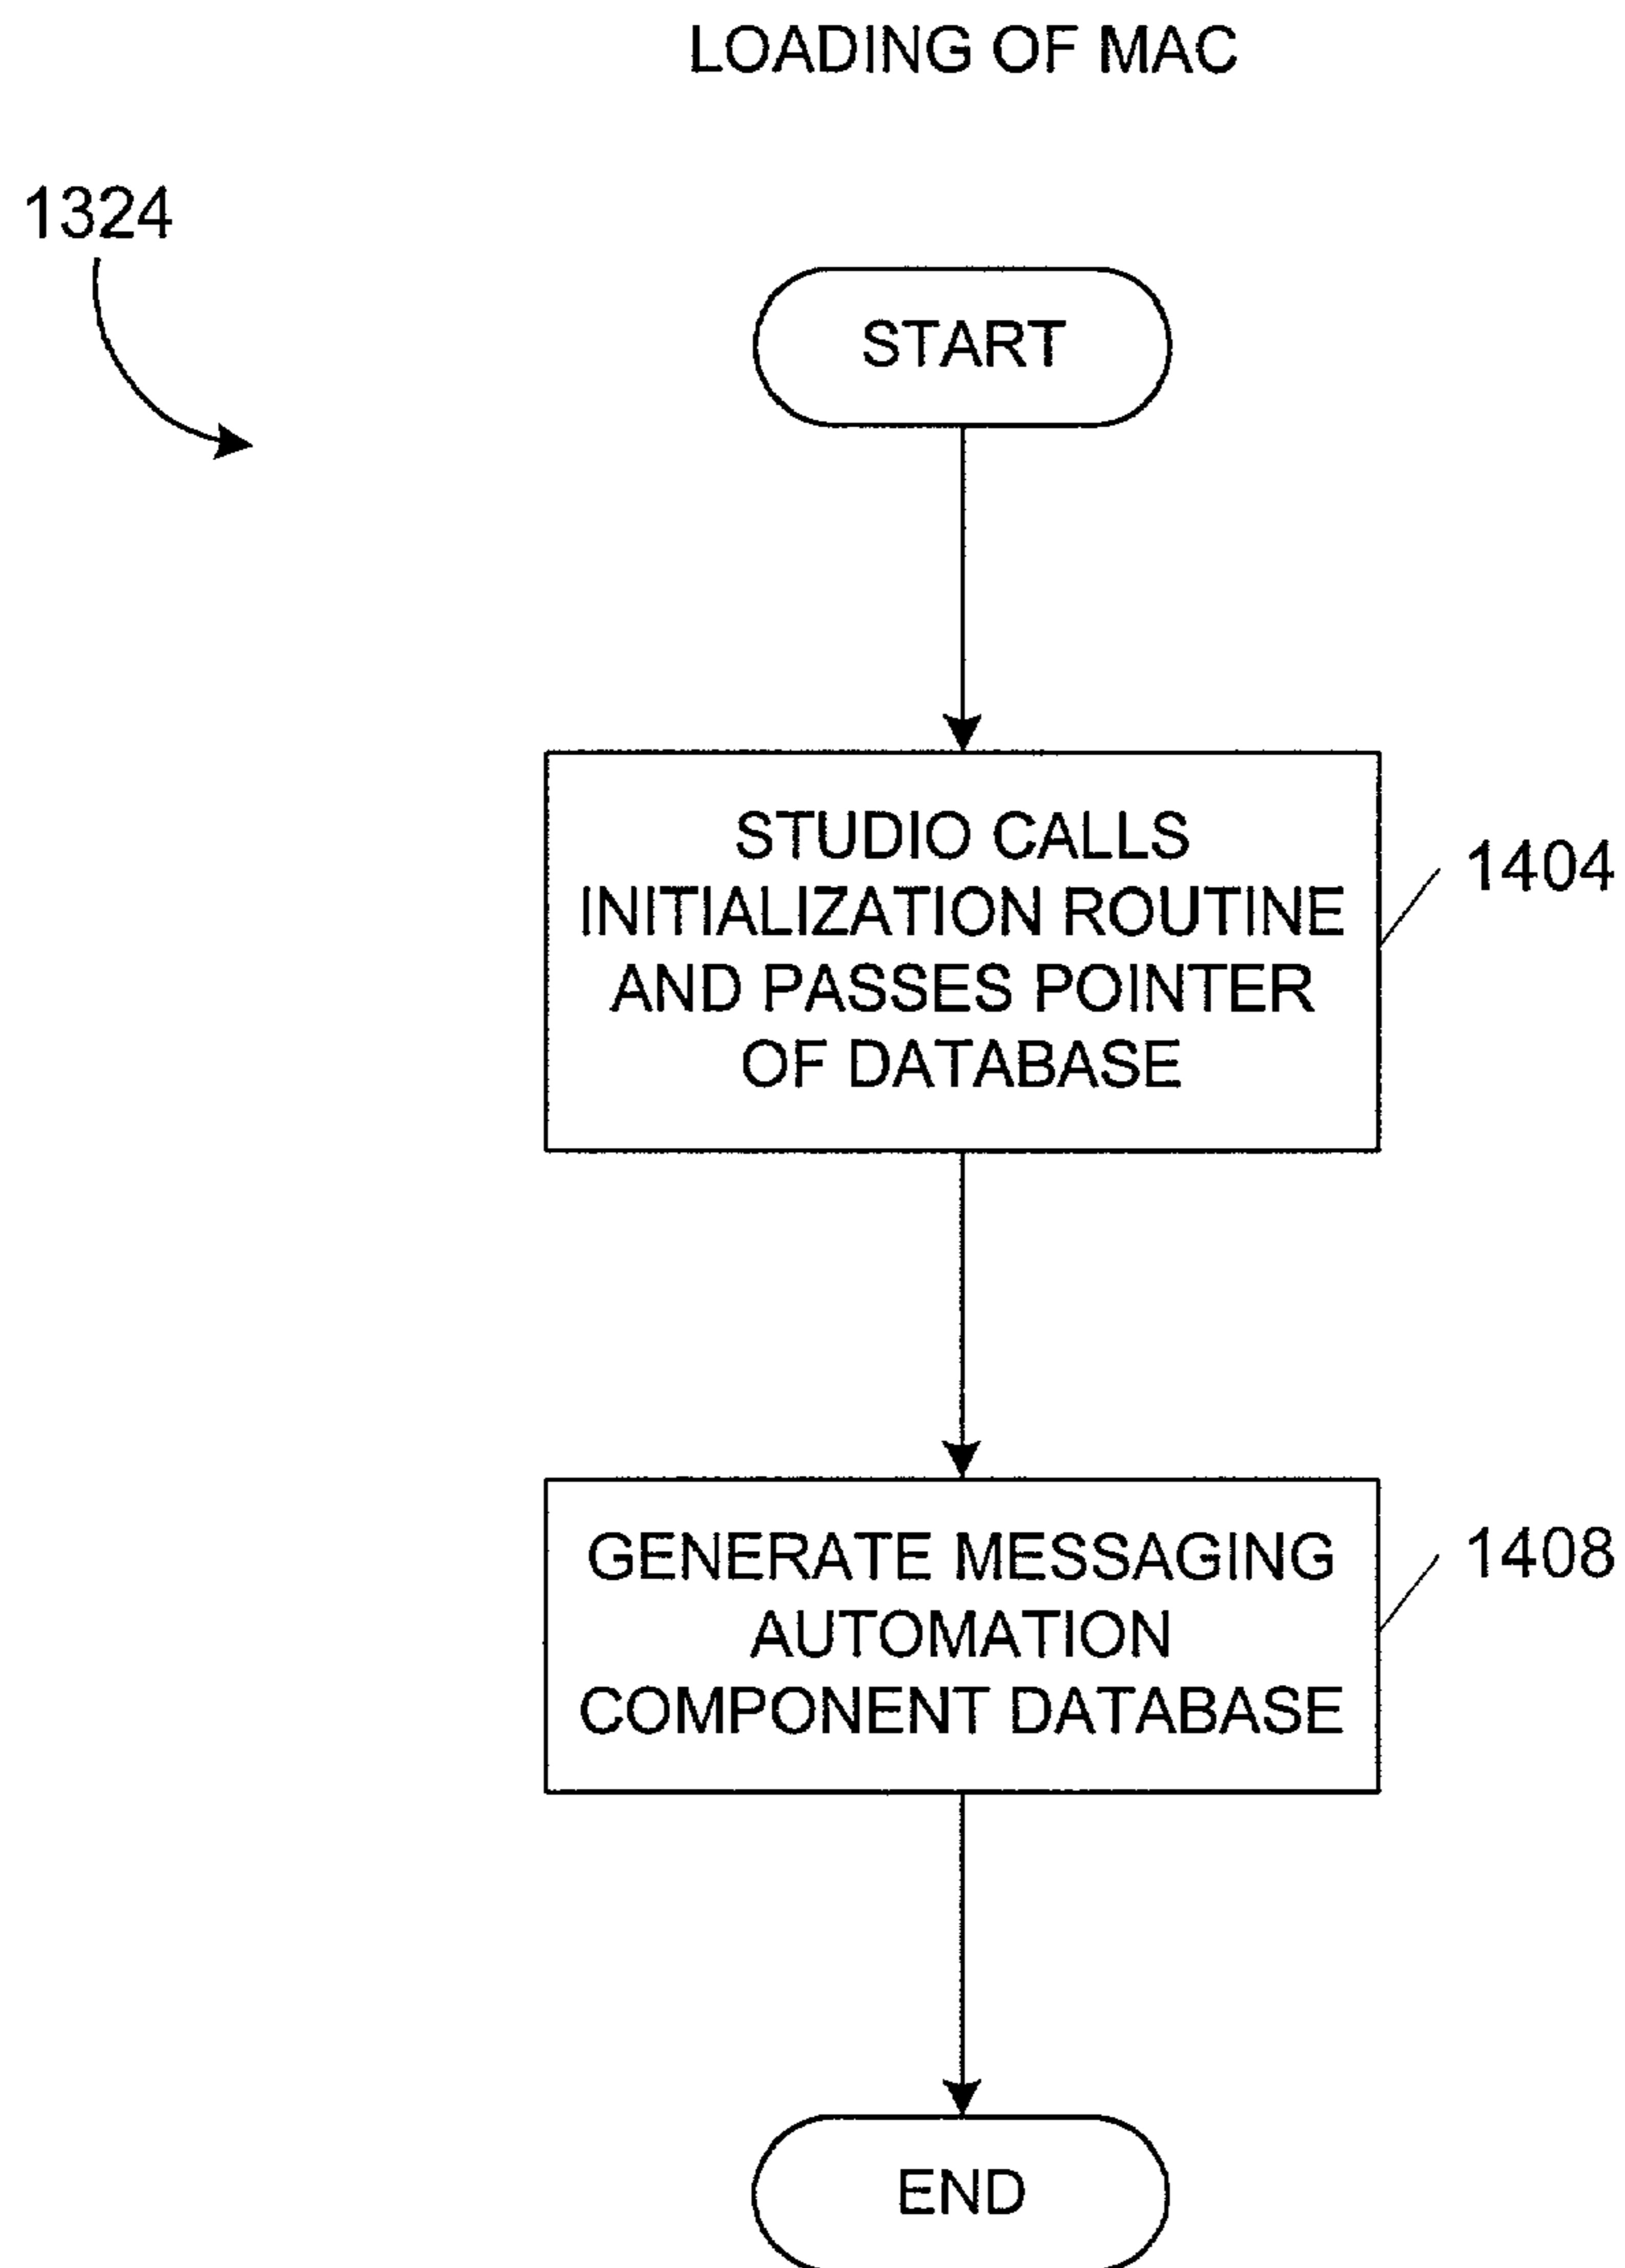 LOADING OF MAC
1324
START
STUDIO CALLS
INITIALIZATION ROUTINE
AND PASSES POINTER
OF DATABASE
1404
GENERATE MESSAGING
AUTOMATION
COMPONENT DATABASE
1408
END